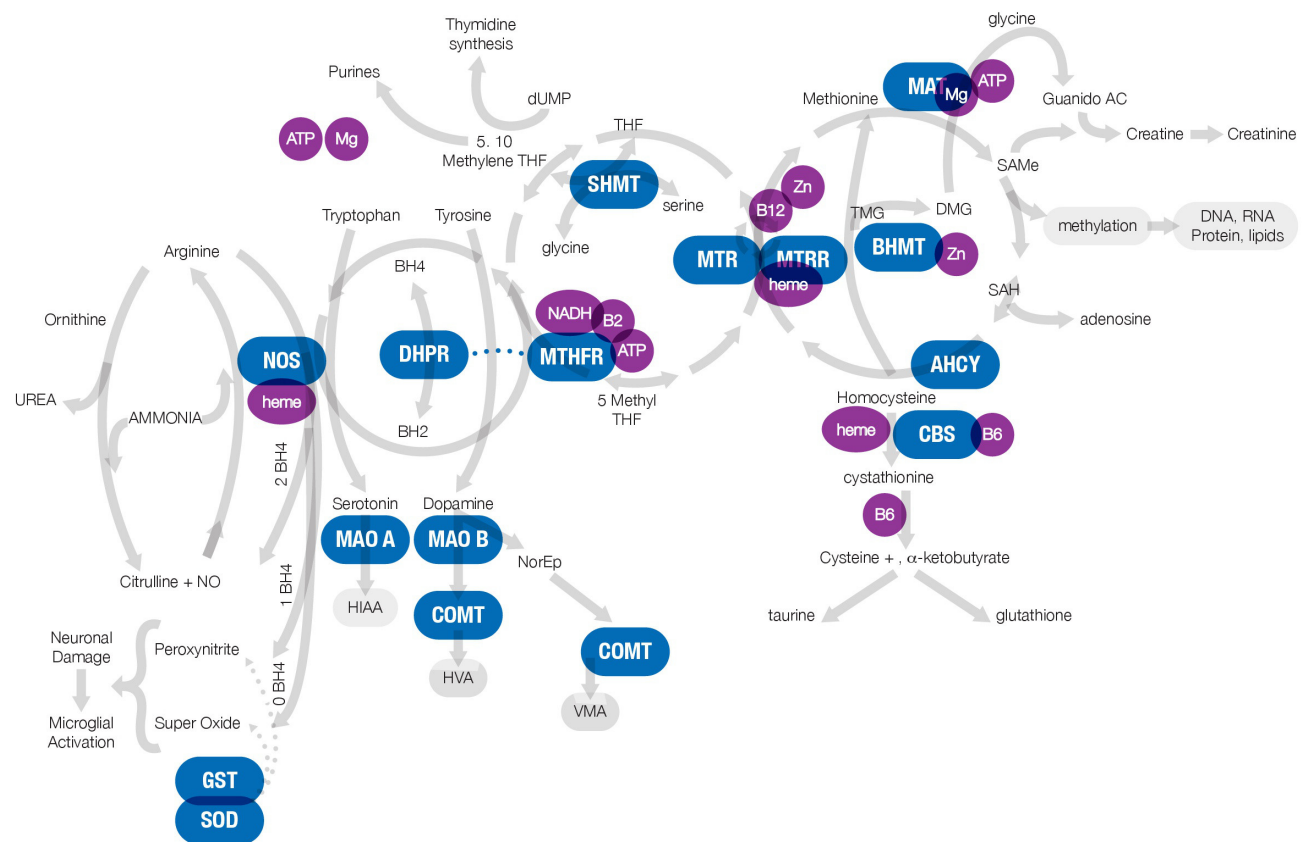 Thymidine
synthesis
glycine
Purines
dUMP
MAT
Mg
ATP
Methionine
Guanido AC
ATP
Mg
THF
5. 10
Methylene THF
Creatine
Creatinine
SAMe
SHMT
Zn
B12
serine
Tryptophan
Tyrosine
TMG
DMG
methylation
DNA, RNA
Protein, lipids
Arginine
glycine
BHMT
Zn
BH4
MTR
MTRR
heme
SAH
Ornithine
NADH
B2
ATP
adenosine
NOS
heme
DHPR
MTHFR
AHCY
UREA
AMMONIA
5 Methyl
THF
Homocysteine
BH2
heme
CBS
B6
2 BH4
cystathionine
Serotonin
Dopamine
B6
MAO A
MAO B
NorEp
Cysteine + , α-ketobutyrate
Citrulline + NO
1 BH4
HIAA
COMT
taurine
glutathione
Neuronal
Damage
Peroxynitrite
COMT
0 BH4
HVA
VMA
Microglial
Activation
Super Oxide
GST
SOD